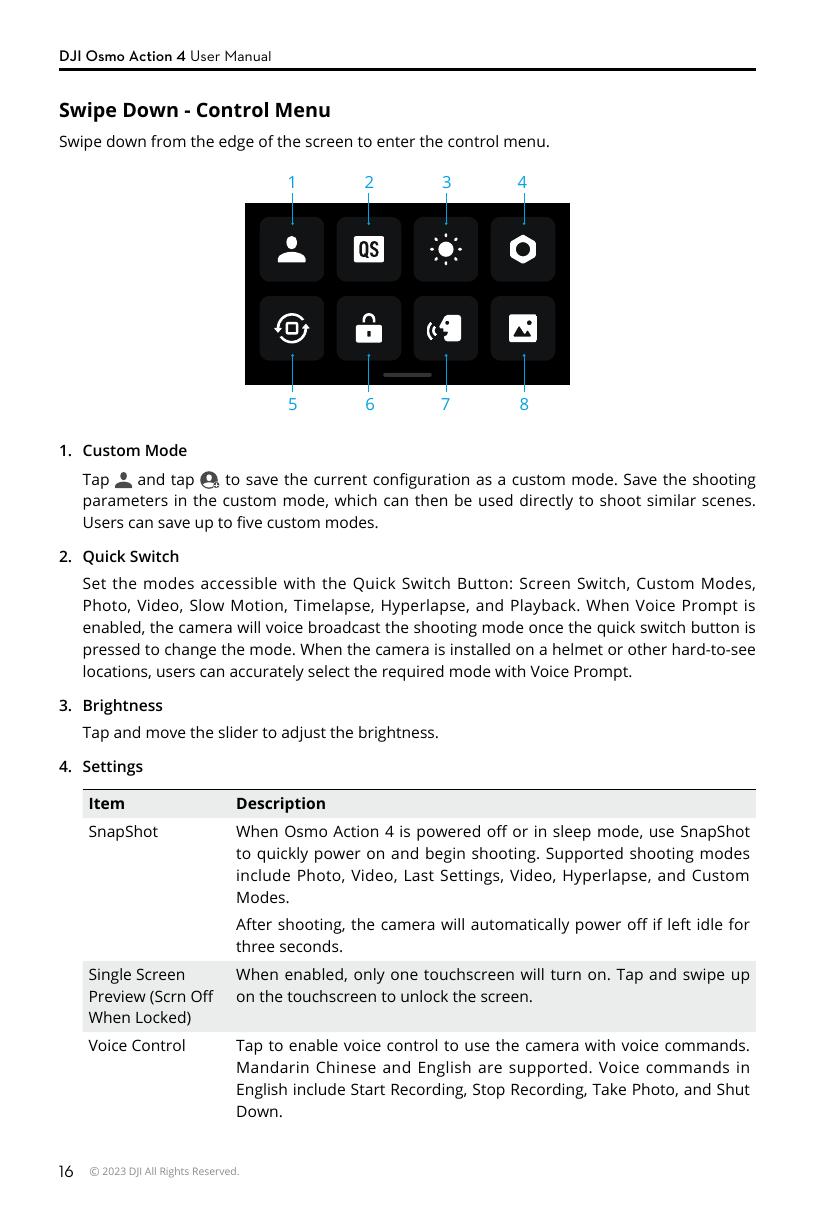 DJI Osmo Action 4 User Manual
Swipe Down - Control Menu
Swipe down from the edge of the screen to enter the control menu.
1 2 3 4
QS
5 6 7 8
1. Custom Mode
Tap and tap to save the current configuration as a custom mode. Save the shooting
parameters in the custom mode, which can then be used directly to shoot similar scenes.
Users can save up to five custom modes.
2. Quick Switch
Set the modes accessible with the Quick Switch Button: Screen Switch, Custom Modes,
Photo, Video, Slow Motion, Timelapse, Hyperlapse, and Playback. When Voice Prompt is
enabled, the camera will voice broadcast the shooting mode once the quick switch button is
pressed to change the mode. When the camera is installed on a helmet or other hard-to-see
locations, users can accurately select the required mode with Voice Prompt.
3. Brightness
Tap and move the slider to adjust the brightness.
4. Settings
Item Description
SnapShot When Osmo Action 4 is powered off or in sleep mode, use SnapShot
to quickly power on and begin shooting. Supported shooting modes
include Photo, Video, Last Settings, Video, Hyperlapse, and Custom
Modes.
After shooting, the camera will automatically power off if left idle for
three seconds.
Single Screen When enabled, only one touchscreen will turn on. Tap and swipe up
Preview (Scrn Off on the touchscreen to unlock the screen.
When Locked)
Voice Control Tap to enable voice control to use the camera with voice commands.
Mandarin Chinese and English are supported. Voice commands in
English include Start Recording, Stop Recording, Take Photo, and Shut
Down.
16 © 2023 DJI All Rights Reserved.